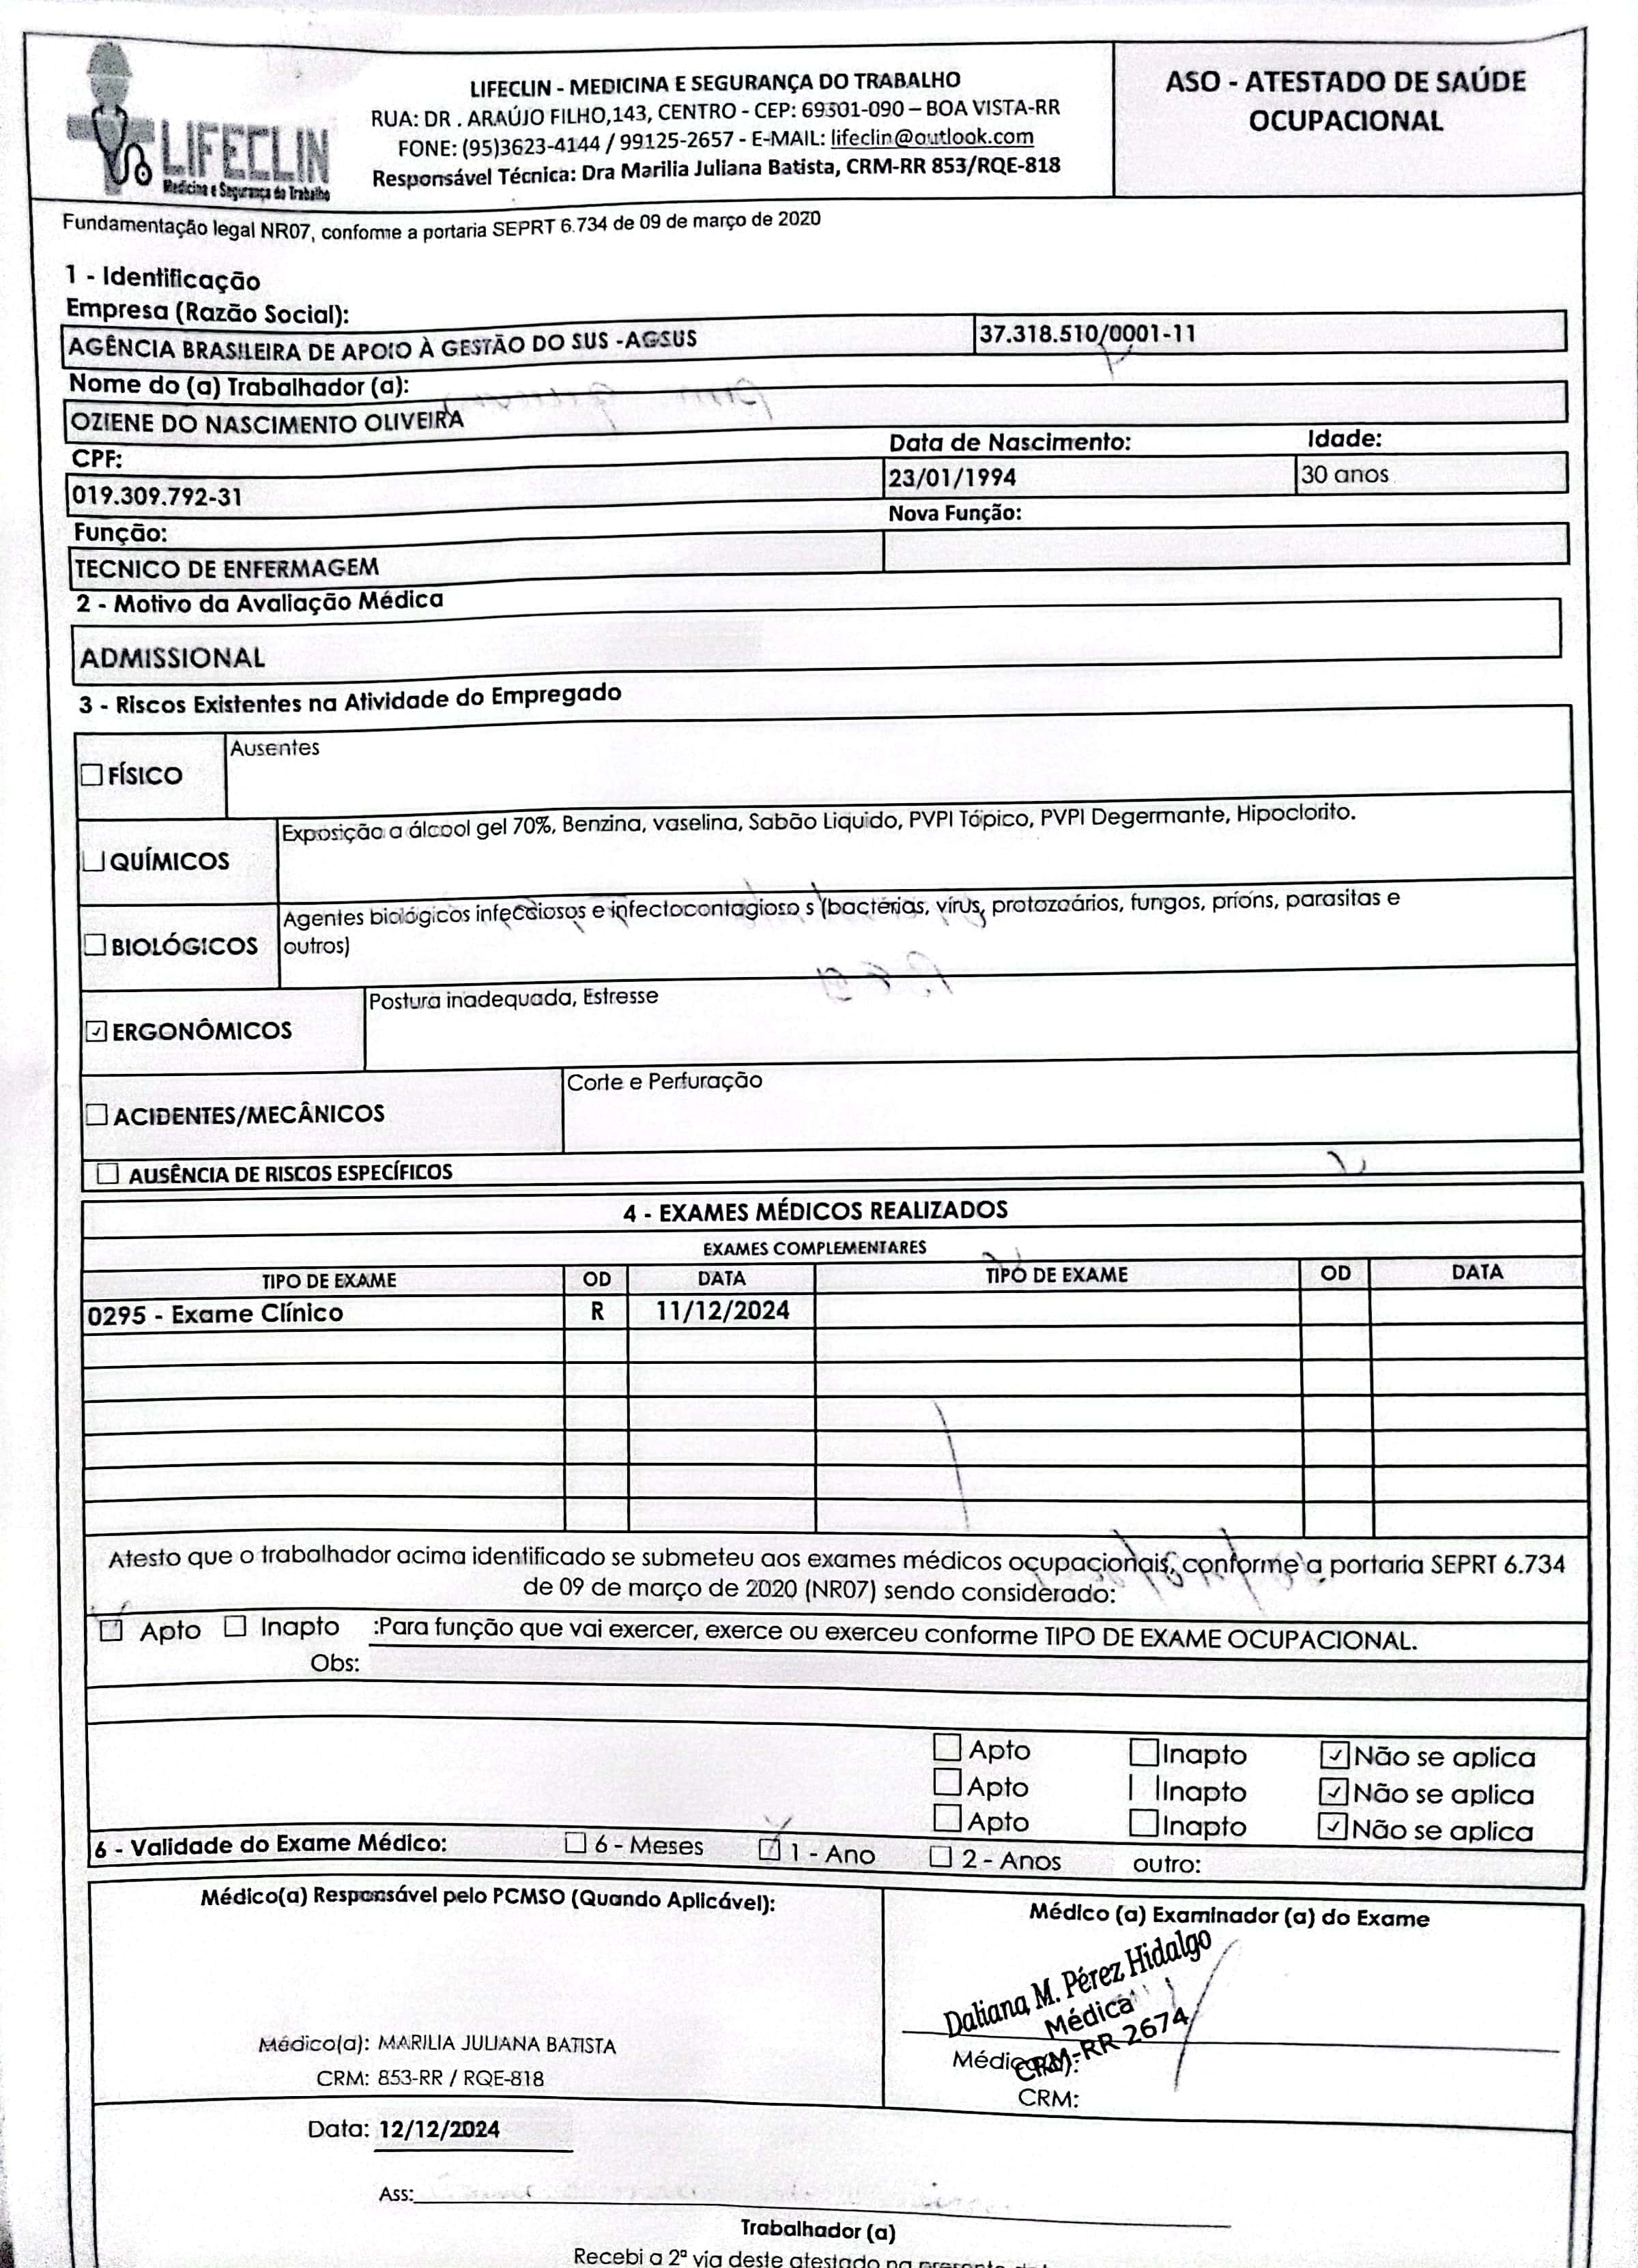 LIFECLIN
Medicina e Segurança do Trabalho
LIFECLIN - MEDICINA E SEGURANÇA DO TRABALHO
RUA: DR . ARAÚJO FILHO,143, CENTRO - CEP: 69301-090 – BOA VISTA-RR
FONE: (95)3623-4144 / 99125-2657 - E-MAIL: lifeclin@outlook.com
Responsável Técnica: Dra Marilia Juliana Batista, CRM-RR 853/RQE-818
ASO - ATESTADO DE SAÚDE
OCUPACIONAL
Fundamentação legal NR07, conforme a portaria SEPRT 6.734 de 09 de março de 2020
1 - Identificação
Empresa (Razão Social):
AGÊNCIA BRASILEIRA DE APOIO À GESTÃO DO SUS -AGSUS 37.318.510/0001-11
Nome do (a) Trabalhador (a):
OZIENE DO NASCIMENTO OLIVEIRA
CPF: Data de Nascimento: Idade:
019.309.792-31 23/01/1994 30 anos
Função: Nova Função:
TECNICO DE ENFERMAGEM
2 - Motivo da Avaliação Médica
ADMISSIONAL
3 - Riscos Existentes na Atividade do Empregado
☐ FÍSICO Ausentes
☐ QUÍMICOS Exposição a álcool gel 70%, Benzina, vaselina, Sabão Liquido, PVPI Tópico, PVPI Degermante, Hipoclorito.
☐ BIOLÓGICOS Agentes biológicos infecciosos e infectocontagioso s (bactérias, vírus, protozoários, fungos, príons, parasitas e
outros)
☑ ERGONÔMICOS Postura inadequada, Estresse
☐ ACIDENTES/MECÂNICOS Corte e Perfuração
☐ AUSÊNCIA DE RISCOS ESPECÍFICOS
4 - EXAMES MÉDICOS REALIZADOS
EXAMES COMPLEMENTARES
TIPO DE EXAME OD DATA TIPO DE EXAME OD DATA
0295 - Exame Clínico R 11/12/2024
Atesto que o trabalhador acima identificado se submeteu aos exames médicos ocupacionais, conforme a portaria SEPRT 6.734
de 09 de março de 2020 (NR07) sendo considerado:
☑ Apto ☐ Inapto :Para função que vai exercer, exerce ou exerceu conforme TIPO DE EXAME OCUPACIONAL.
Obs:
☐ Apto ☐ Inapto ☑ Não se aplica
☐ Apto ☐ Inapto ☑ Não se aplica
☐ Apto ☐ Inapto ☑ Não se aplica
6 - Validade do Exame Médico: ☐ 6 - Meses ☑ 1 - Ano ☐ 2 - Anos outro:
Médico(a) Responsável pelo PCMSO (Quando Aplicável):
Médico(a): MARILIA JULIANA BATISTA
CRM: 853-RR / RQE-818
Médico (a) Examinador (a) do Exame
Daliana M. Pérez Hidalgo
Médica
CRM-RR 2674
Médico(a):
CRM:
Data: 12/12/2024
Ass:
Trabalhador (a)
Recebi a 2ª via deste atestado na